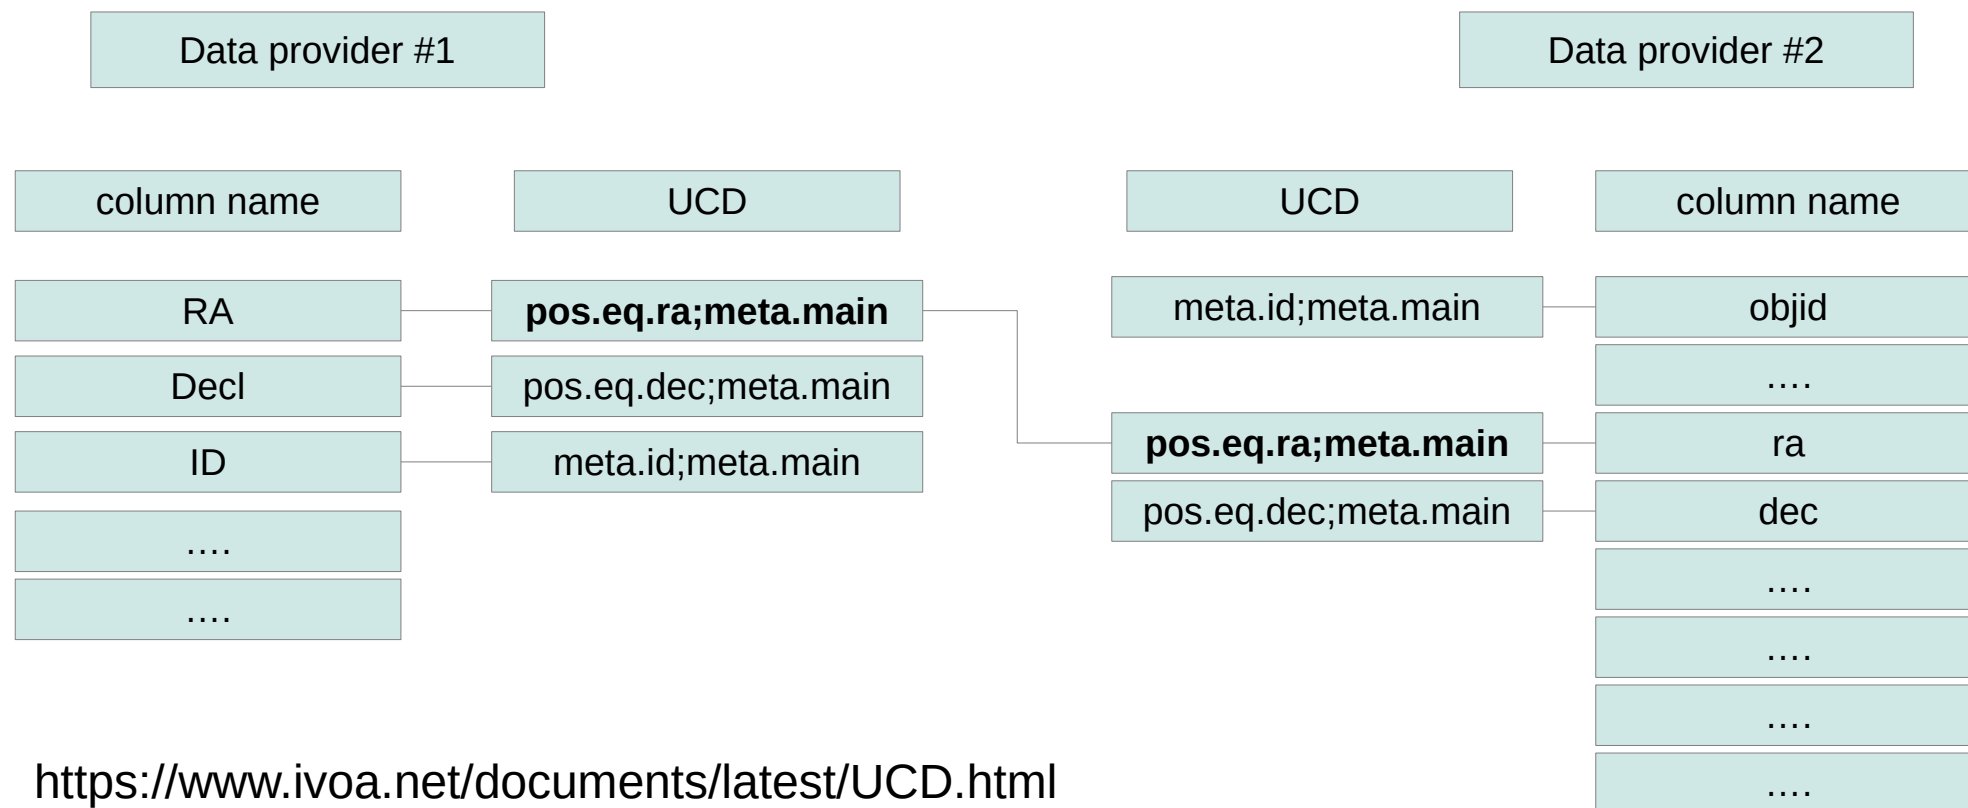 Data provider #1
Data provider #2
column name
UCD
UCD
column name
RA
pos.eq.ra;meta.main
meta.id;meta.main
objid
Decl
pos.eq.dec;meta.main
....
ID
meta.id;meta.main
pos.eq.ra;meta.main
ra
pos.eq.dec;meta.main
dec
....
....
....
....
....
....
https://www.ivoa.net/documents/latest/UCD.html